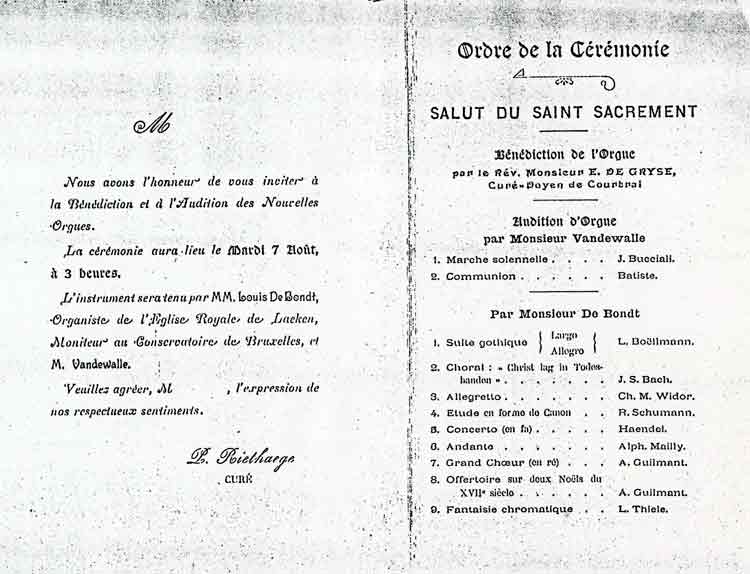 M
Nous avons l'honneur de vous inviter à
la Bénédiction et à l'Audition des Nouvelles
Orgues.
La cérémonie aura lieu le Mardi 7 Août,
à 3 heures.
L'instrument sera tenu par MM. Louis De Bondt,
Organiste de l'Eglise Royale de Laeken,
Moniteur au Conservatoire de Bruxelles, et
M. Vandewalle.
Veuillez agréer, M , l'expression de
nos respectueux sentiments.
P. Riethaege
CURÉ
Ordre de la Cérémonie
SALUT DU SAINT SACREMENT
Bénédiction de l'Orgue
par le Rév. Monsieur E. DE GRYSE,
Curé-Doyen de Courtrai
Audition d'Orgue
par Monsieur Vandewalle
1. Marche solennelle . . . . J. Bucciali.
2. Communion . . . . . . Batiste.
Par Monsieur De Bondt
1. Suite gothique { Largo Allegro } L. Boëllmann.
2. Choral : « Christ lag in Todes-
banden » . . . . . . J. S. Bach.
3. Allegretto . . . . . . Ch. M. Widor.
4. Etude en forme de Canon . . R. Schumann.
5. Concerto (en fa) . . . . . Haendel.
6. Andante . . . . . . . Alph. Mailly.
7. Grand Chœur (en ré) . . . A. Guilmant.
8. Offertoire sur deux Noëls du
XVIIe siècle . . . . . . A. Guilmant.
9. Fantaisie chromatique . . L. Thiele.